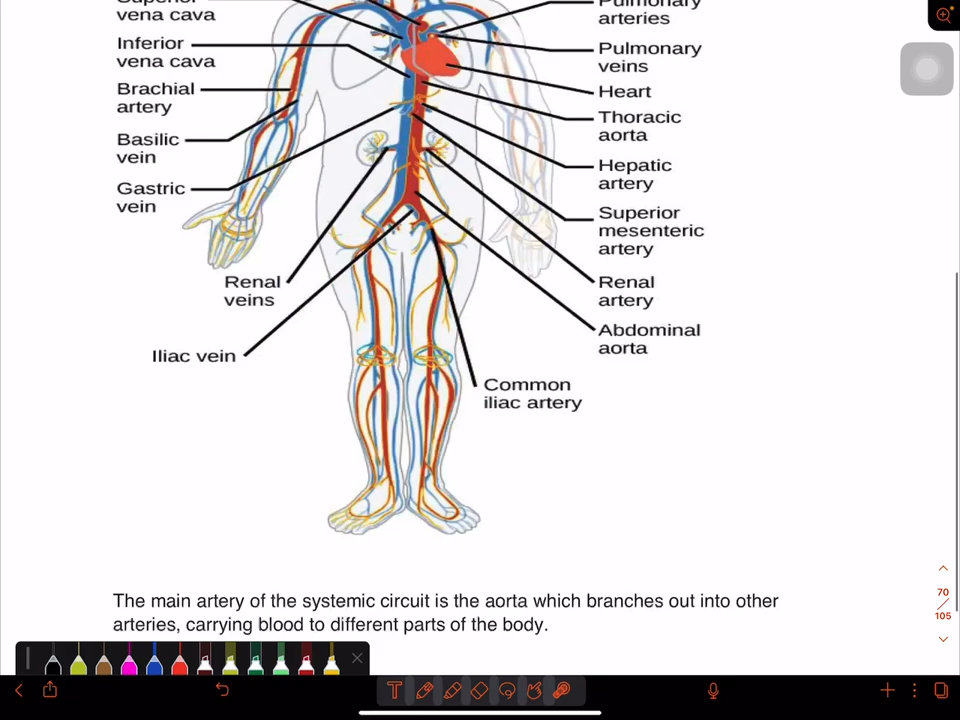 Superior
vena cava
Inferior
vena cava
Brachial
artery
Basilic
vein
Gastric
vein
Renal
veins
Iliac vein
Pulmonary
arteries
Pulmonary
veins
Heart
Thoracic
aorta
Hepatic
artery
Superior
mesenteric
artery
Renal
artery
Abdominal
aorta
Common
iliac artery
The main artery of the systemic circuit is the aorta which branches out into other
arteries, carrying blood to different parts of the body.
70
/
105
T